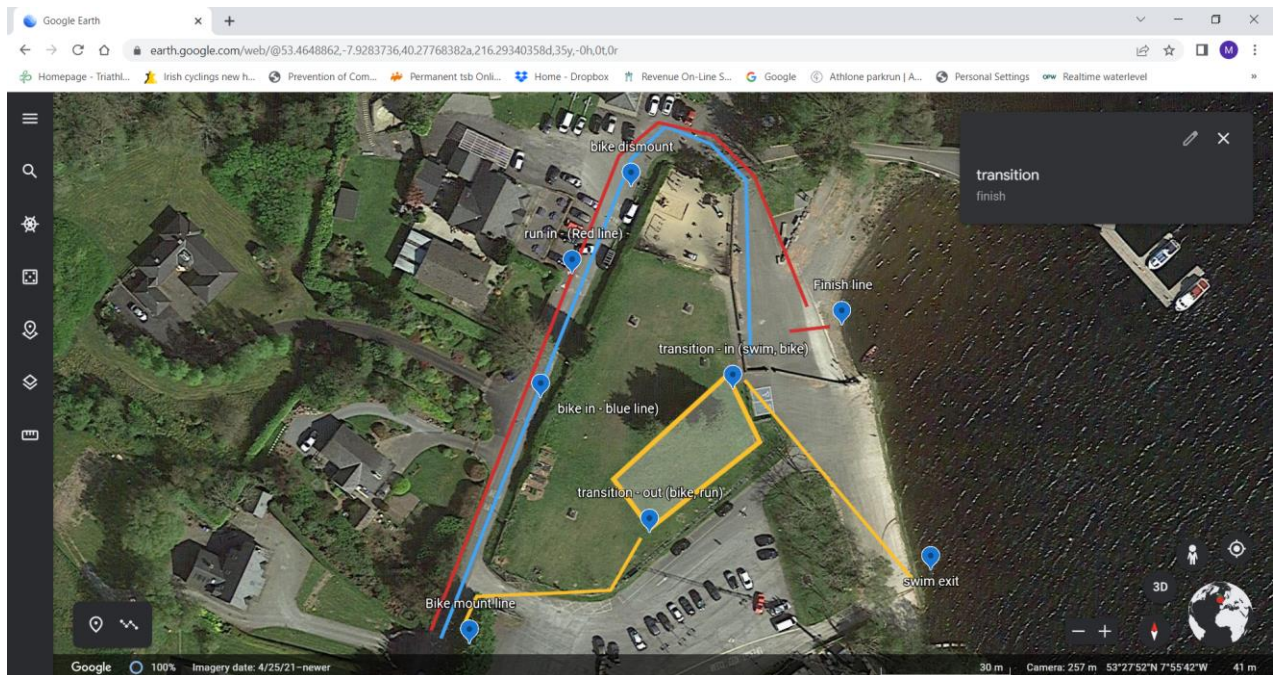 Google Earth
earth.google.com/web/@53.4648862,-7.9283736,40.27768382a,216.29340358d,35y,-0h,0t,0r
M
Homepage - Triathl...
Irish cyclings new h...
Prevention of Com...
Permanent tsb Onli...
Home - Dropbox
Revenue On-Line S...
Google
Athlone parkrun | A...
Personal Settings
OPW Realtime waterlevel
»
transition
finish
bike dismount
run in - (Red line)
Finish line
transition - in (swim, bike)
bike in - blue line)
transition - out (bike, run)
swim exit
Bike mount line
3D
Google
100%
Imagery date: 4/25/21-newer
30 m
Camera: 257 m
53°27'52"N 7°55'42"W
41 m